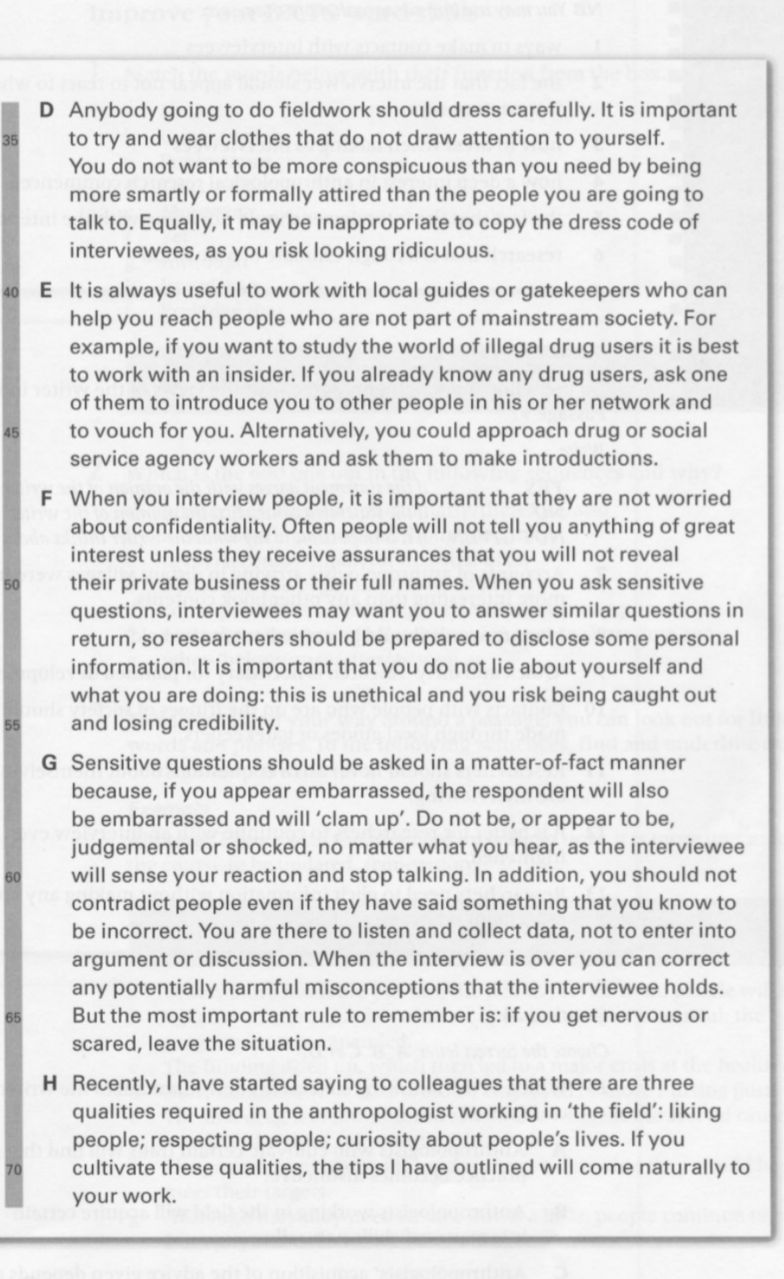 D Anybody going to do fieldwork should dress carefully. It is important
35 to try and wear clothes that do not draw attention to yourself.
You do not want to be more conspicuous than you need by being
more smartly or formally attired than the people you are going to
talk to. Equally, it may be inappropriate to copy the dress code of
interviewees, as you risk looking ridiculous.
40 E It is always useful to work with local guides or gatekeepers who can
help you reach people who are not part of mainstream society. For
example, if you want to study the world of illegal drug users it is best
to work with an insider. If you already know any drug users, ask one
of them to introduce you to other people in his or her network and
45 to vouch for you. Alternatively, you could approach drug or social
service agency workers and ask them to make introductions.
F When you interview people, it is important that they are not worried
about confidentiality. Often people will not tell you anything of great
interest unless they receive assurances that you will not reveal
50 their private business or their full names. When you ask sensitive
questions, interviewees may want you to answer similar questions in
return, so researchers should be prepared to disclose some personal
information. It is important that you do not lie about yourself and
what you are doing: this is unethical and you risk being caught out
55 and losing credibility.
G Sensitive questions should be asked in a matter-of-fact manner
because, if you appear embarrassed, the respondent will also
be embarrassed and will 'clam up'. Do not be, or appear to be,
judgemental or shocked, no matter what you hear, as the interviewee
60 will sense your reaction and stop talking. In addition, you should not
contradict people even if they have said something that you know to
be incorrect. You are there to listen and collect data, not to enter into
argument or discussion. When the interview is over you can correct
any potentially harmful misconceptions that the interviewee holds.
65 But the most important rule to remember is: if you get nervous or
scared, leave the situation.
H Recently, I have started saying to colleagues that there are three
qualities required in the anthropologist working in 'the field': liking
people; respecting people; curiosity about people's lives. If you
70 cultivate these qualities, the tips I have outlined will come naturally to
your work.